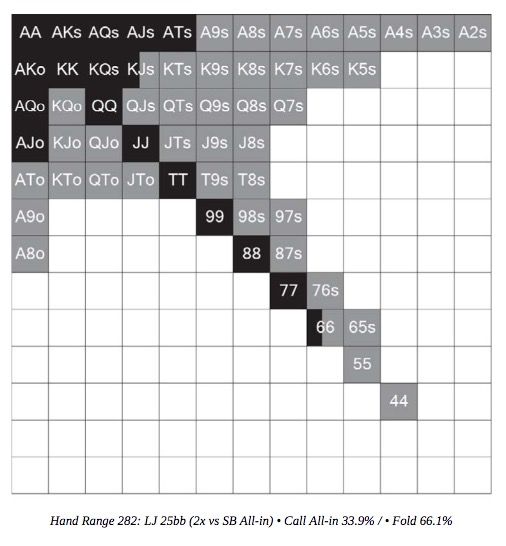 AA AKs AQs AJs ATs A9s A8s A7s A6s A5s A4s A3s A2s
AKo KK KQs KJs KTs K9s K8s K7s K6s K5s
AQo KQo QQ QJs QTs Q9s Q8s Q7s
AJo KJo QJo JJ JTs J9s J8s
ATo KTo QTo JTo TT T9s T8s
A9o 99 98s 97s
A8o 88 87s
77 76s
66 65s
55
44
Hand Range 282: LJ 25bb (2x vs SB All-in) • Call All-in 33.9% / • Fold 66.1%